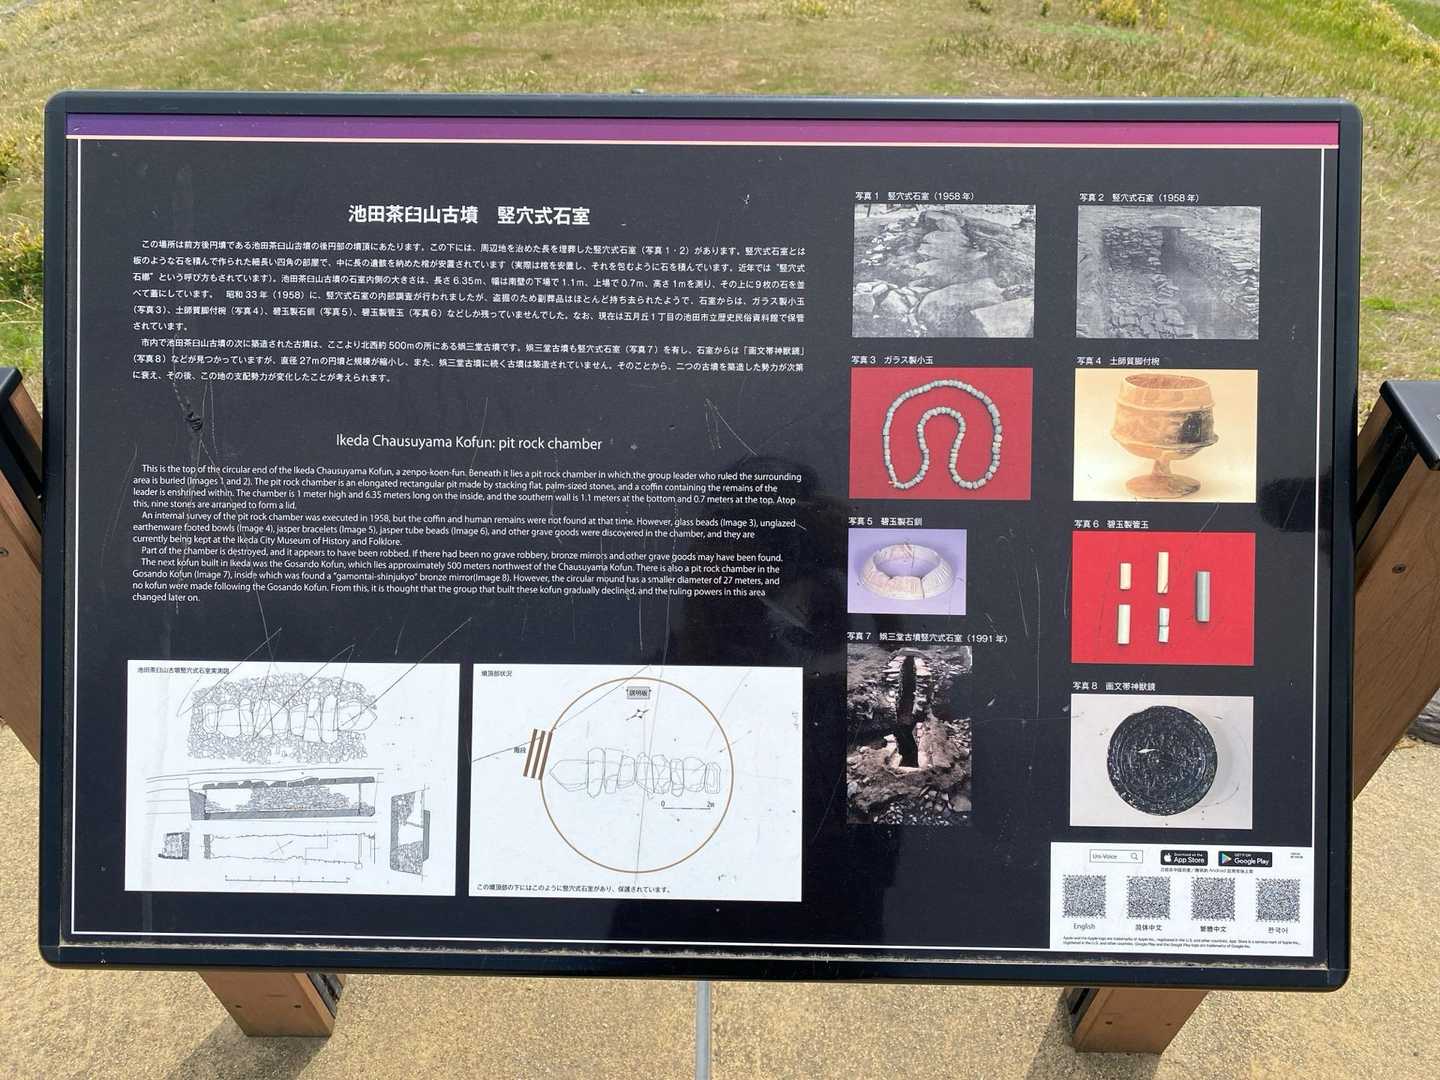 池田茶臼山古墳　竪穴式石室
この場所は前方後円墳である池田茶臼山古墳の後円部の墳頂にあたります。この下には、周辺地を治めた長を埋葬した竪穴式石室（写真1・2）があります。竪穴式石室とは
板のような石を積んで作られた細長い四角の部屋で、中に長の遺骸を納めた棺が安置されています（実際は棺を安置し、それを包むように石を積んでいます。近年では“竪穴式
石槨”という呼び方もされています）。池田茶臼山古墳の石室内側の大きさは、長さ6.35m、幅は南壁の下場で1.1m、上場で0.7m、高さ1mを測り、その上に9枚の石を並
べて蓋にしています。　昭和33年（1958）に、竪穴式石室の内部調査が行われましたが、盗掘のため副葬品はほとんど持ち去られたようで、石室からは、ガラス製小玉
（写真3）、土師質脚付椀（写真4）、碧玉製石釧（写真5）、碧玉製管玉（写真6）などしか残っていませんでした。なお、現在は五月丘1丁目の池田市立歴史民俗資料館で保管
されています。
市内で池田茶臼山古墳の次に築造された古墳は、ここより北西約500mの所にある娯三堂古墳です。娯三堂古墳も竪穴式石室（写真7）を有し、石室からは「画文帯神獣鏡」
（写真8）などが見つかっていますが、直径27mの円墳と規模が縮小し、また、娯三堂古墳に続く古墳は築造されていません。そのことから、二つの古墳を築造した勢力が次第
に衰え、その後、この地の支配勢力が変化したことが考えられます。
Ikeda Chausuyama Kofun: pit rock chamber
This is the top of the circular end of the Ikeda Chausuyama Kofun, a zenpo-koen-fun. Beneath it lies a pit rock chamber in which the group leader who ruled the surrounding
area is buried (Images 1 and 2). The pit rock chamber is an elongated rectangular pit made by stacking flat, palm-sized stones, and a coffin containing the remains of the
leader is enshrined within. The chamber is 1 meter high and 6.35 meters long on the inside, and the southern wall is 1.1 meters at the bottom and 0.7 meters at the top. Atop
this, nine stones are arranged to form a lid.
An internal survey of the pit rock chamber was executed in 1958, but the coffin and human remains were not found at that time. However, glass beads (Image 3), unglazed
earthenware footed bowls (Image 4), jasper bracelets (Image 5), jasper tube beads (Image 6), and other grave goods were discovered in the chamber, and they are
currently being kept at the Ikeda City Museum of History and Folklore.
Part of the chamber is destroyed, and it appears to have been robbed. If there had been no grave robbery, bronze mirrors and other grave goods may have been found.
The next kofun built in Ikeda was the Gosando Kofun, which lies approximately 500 meters northwest of the Chausuyama Kofun. There is also a pit rock chamber in the
Gosando Kofun (Image 7), inside which was found a "gamontai-shinjukyo" bronze mirror(Image 8). However, the circular mound has a smaller diameter of 27 meters, and
no kofun were made following the Gosando Kofun. From this, it is thought that the group that built these kofun gradually declined, and the ruling powers in this area
changed later on.
池田茶臼山古墳竪穴式石室実測図
墳頂部状況
説明板
階段
0　2m
この墳頂部の下にはこのように竪穴式石室があり、保護されています。
写真1　竪穴式石室（1958年）
写真2　竪穴式石室（1958年）
写真3　ガラス製小玉
写真4　土師質脚付椀
写真5　碧玉製石釧
写真6　碧玉製管玉
写真7　娯三堂古墳竪穴式石室（1991年）
写真8　画文帯神獣鏡
Uni-Voice
Download on the App Store
GET IT ON Google Play
English
简体中文
繁體中文
한국어